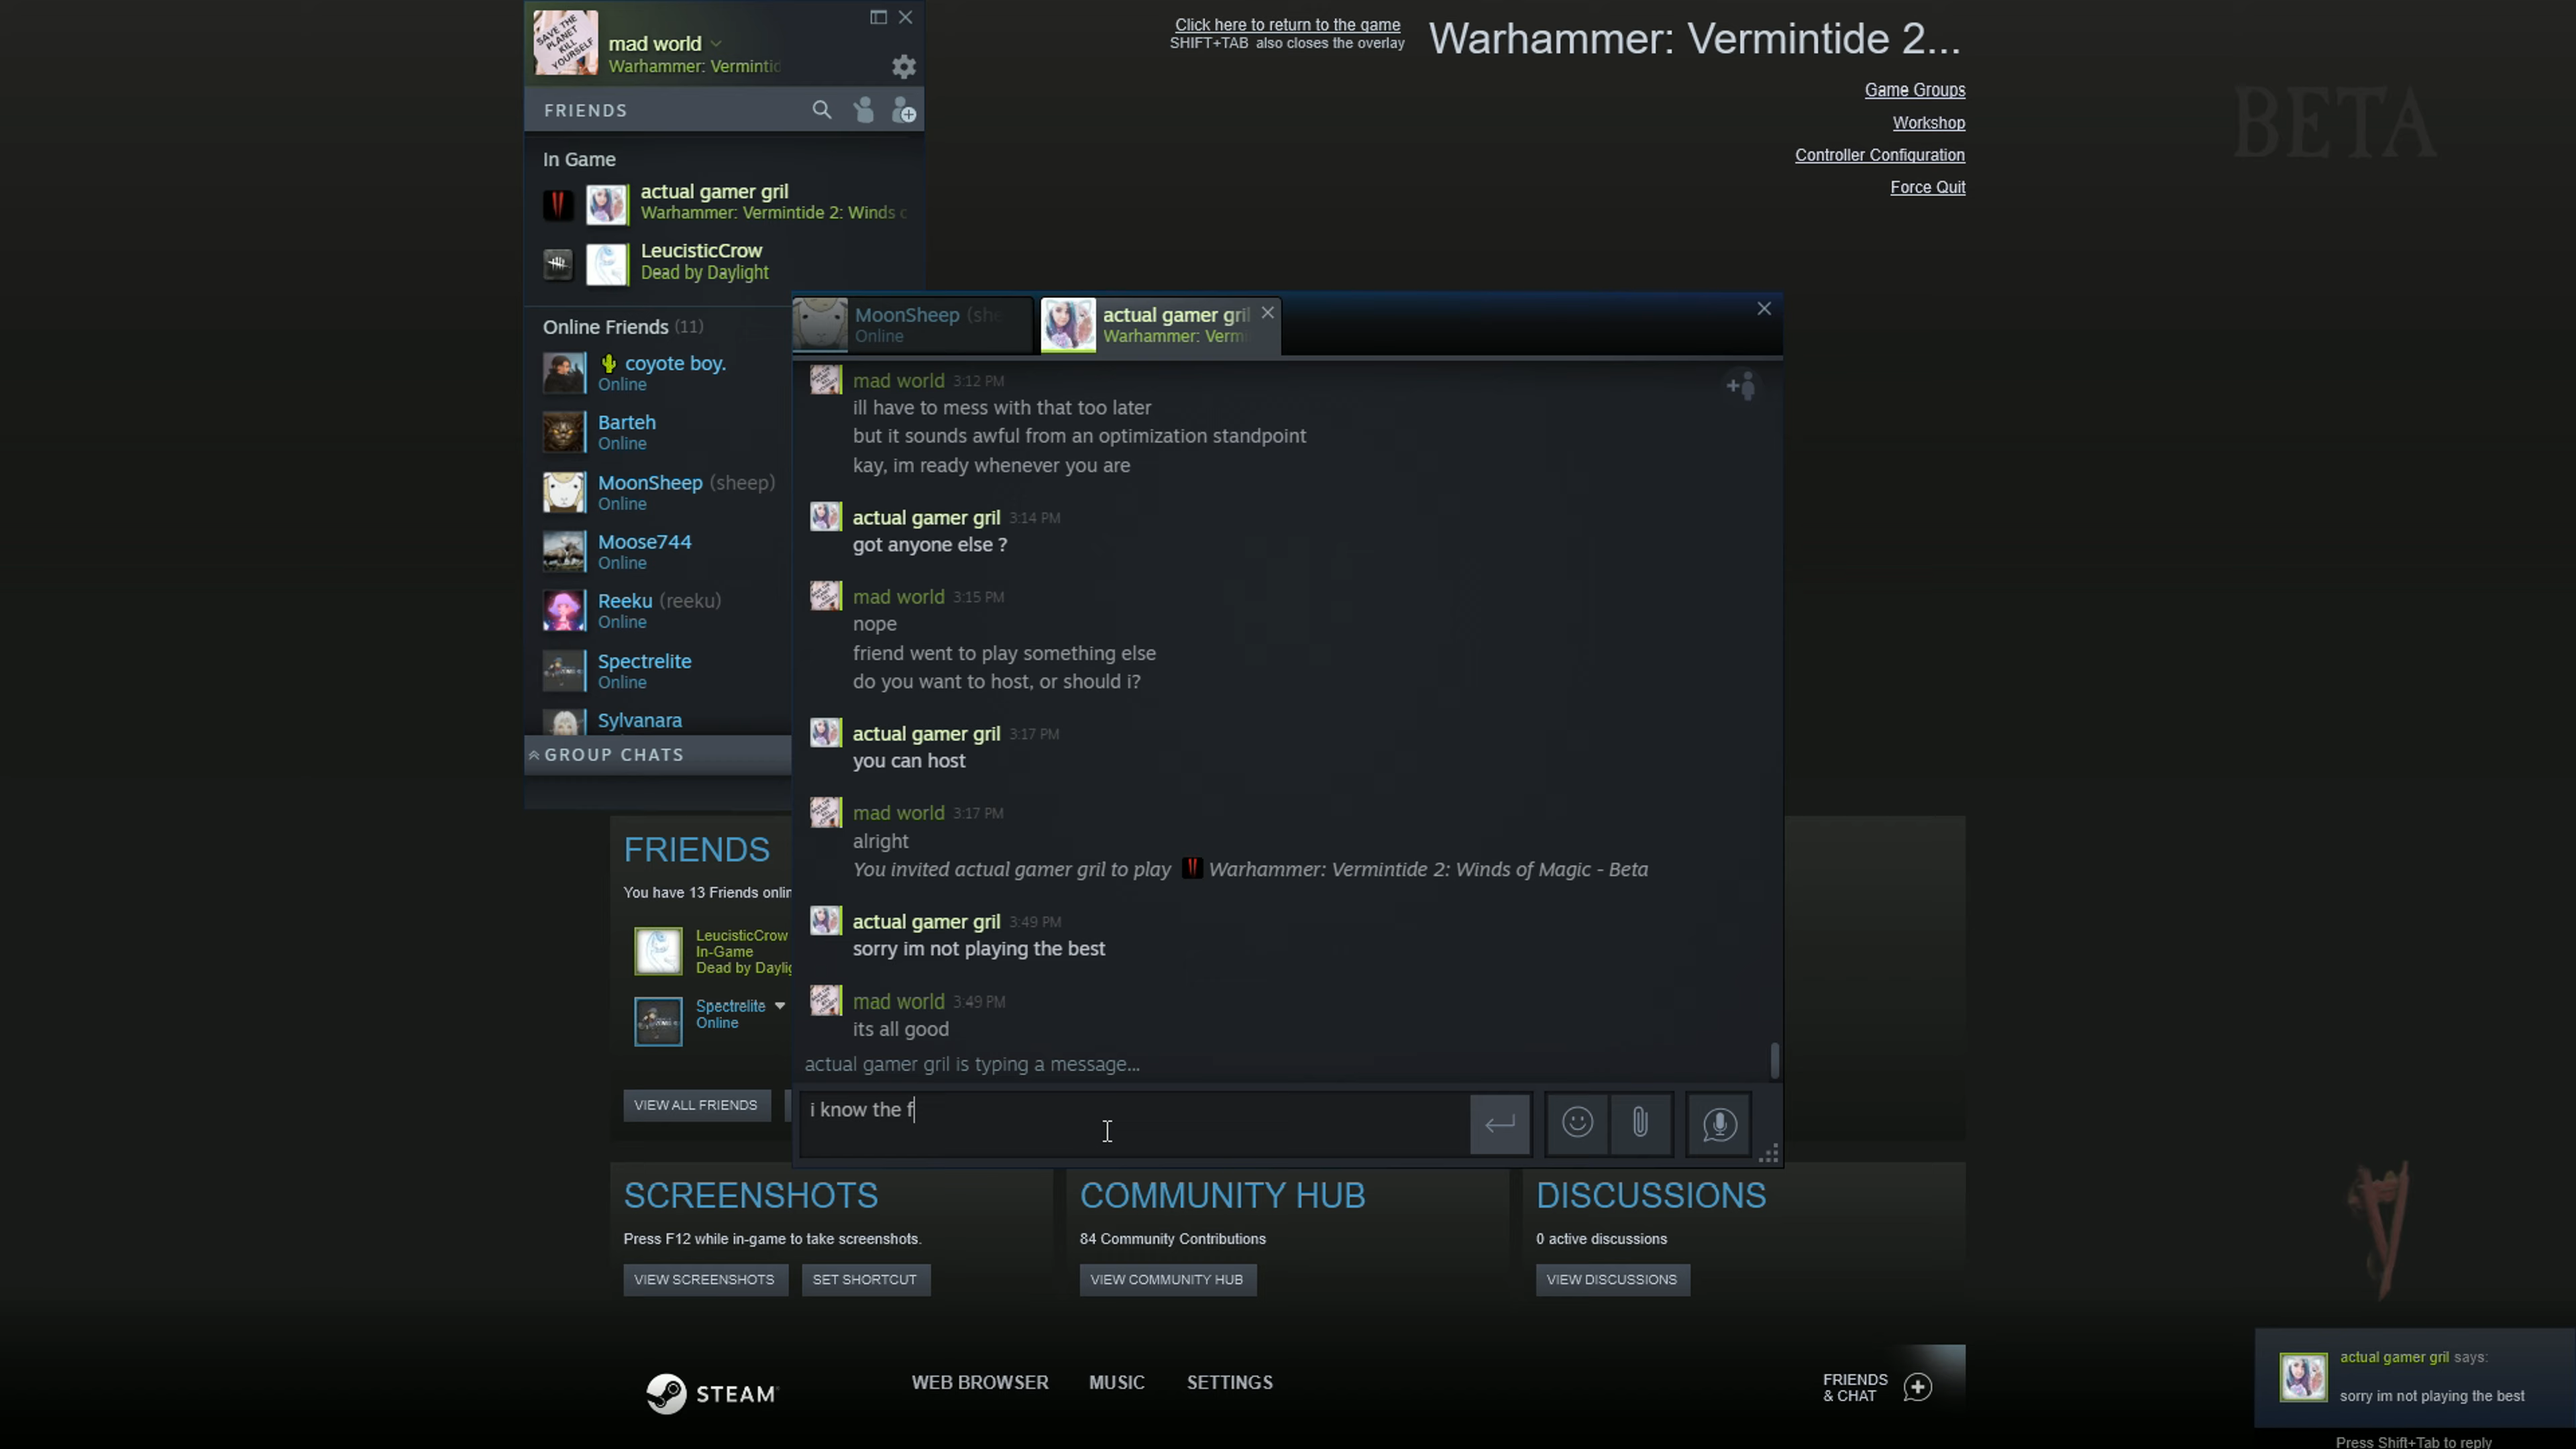 SAVE THE
PLANET
KILL
YOURSELF
mad world
Warhammer: Vermintid
Click here to return to the game
SHIFT+TAB also closes the overlay
Warhammer: Vermintide 2...
Game Groups
Workshop
Controller Configuration
Force Quit
BETA
FRIENDS
In Game
actual gamer gril
Warhammer: Vermintide 2: Winds o
LeucisticCrow
Dead by Daylight
Online Friends (11)
coyote boy.
Online
Barteh
Online
MoonSheep (sheep)
Online
Moose744
Online
Reeku (reeku)
Online
Spectrelite
Online
Sylvanara
GROUP CHATS
MoonSheep (she
Online
actual gamer gril
Warhammer: Verm
mad world 3:12 PM
ill have to mess with that too later
but it sounds awful from an optimization standpoint
kay, im ready whenever you are
actual gamer gril 3:14 PM
got anyone else ?
mad world 3:15 PM
nope
friend went to play something else
do you want to host, or should i?
actual gamer gril 3:17 PM
you can host
mad world 3:17 PM
alright
You invited actual gamer gril to play Warhammer: Vermintide 2: Winds of Magic - Beta
actual gamer gril 3:49 PM
sorry im not playing the best
mad world 3:49 PM
its all good
actual gamer gril is typing a message...
i know the f
FRIENDS
You have 13 Friends onlin
LeucisticCrow
In-Game
Dead by Daylig
Spectrelite
Online
VIEW ALL FRIENDS
SCREENSHOTS
Press F12 while in-game to take screenshots.
VIEW SCREENSHOTS
SET SHORTCUT
COMMUNITY HUB
84 Community Contributions
VIEW COMMUNITY HUB
DISCUSSIONS
0 active discussions
VIEW DISCUSSIONS
STEAM
WEB BROWSER
MUSIC
SETTINGS
FRIENDS
& CHAT
actual gamer gril says:
sorry im not playing the best
Press Shift+Tab to reply